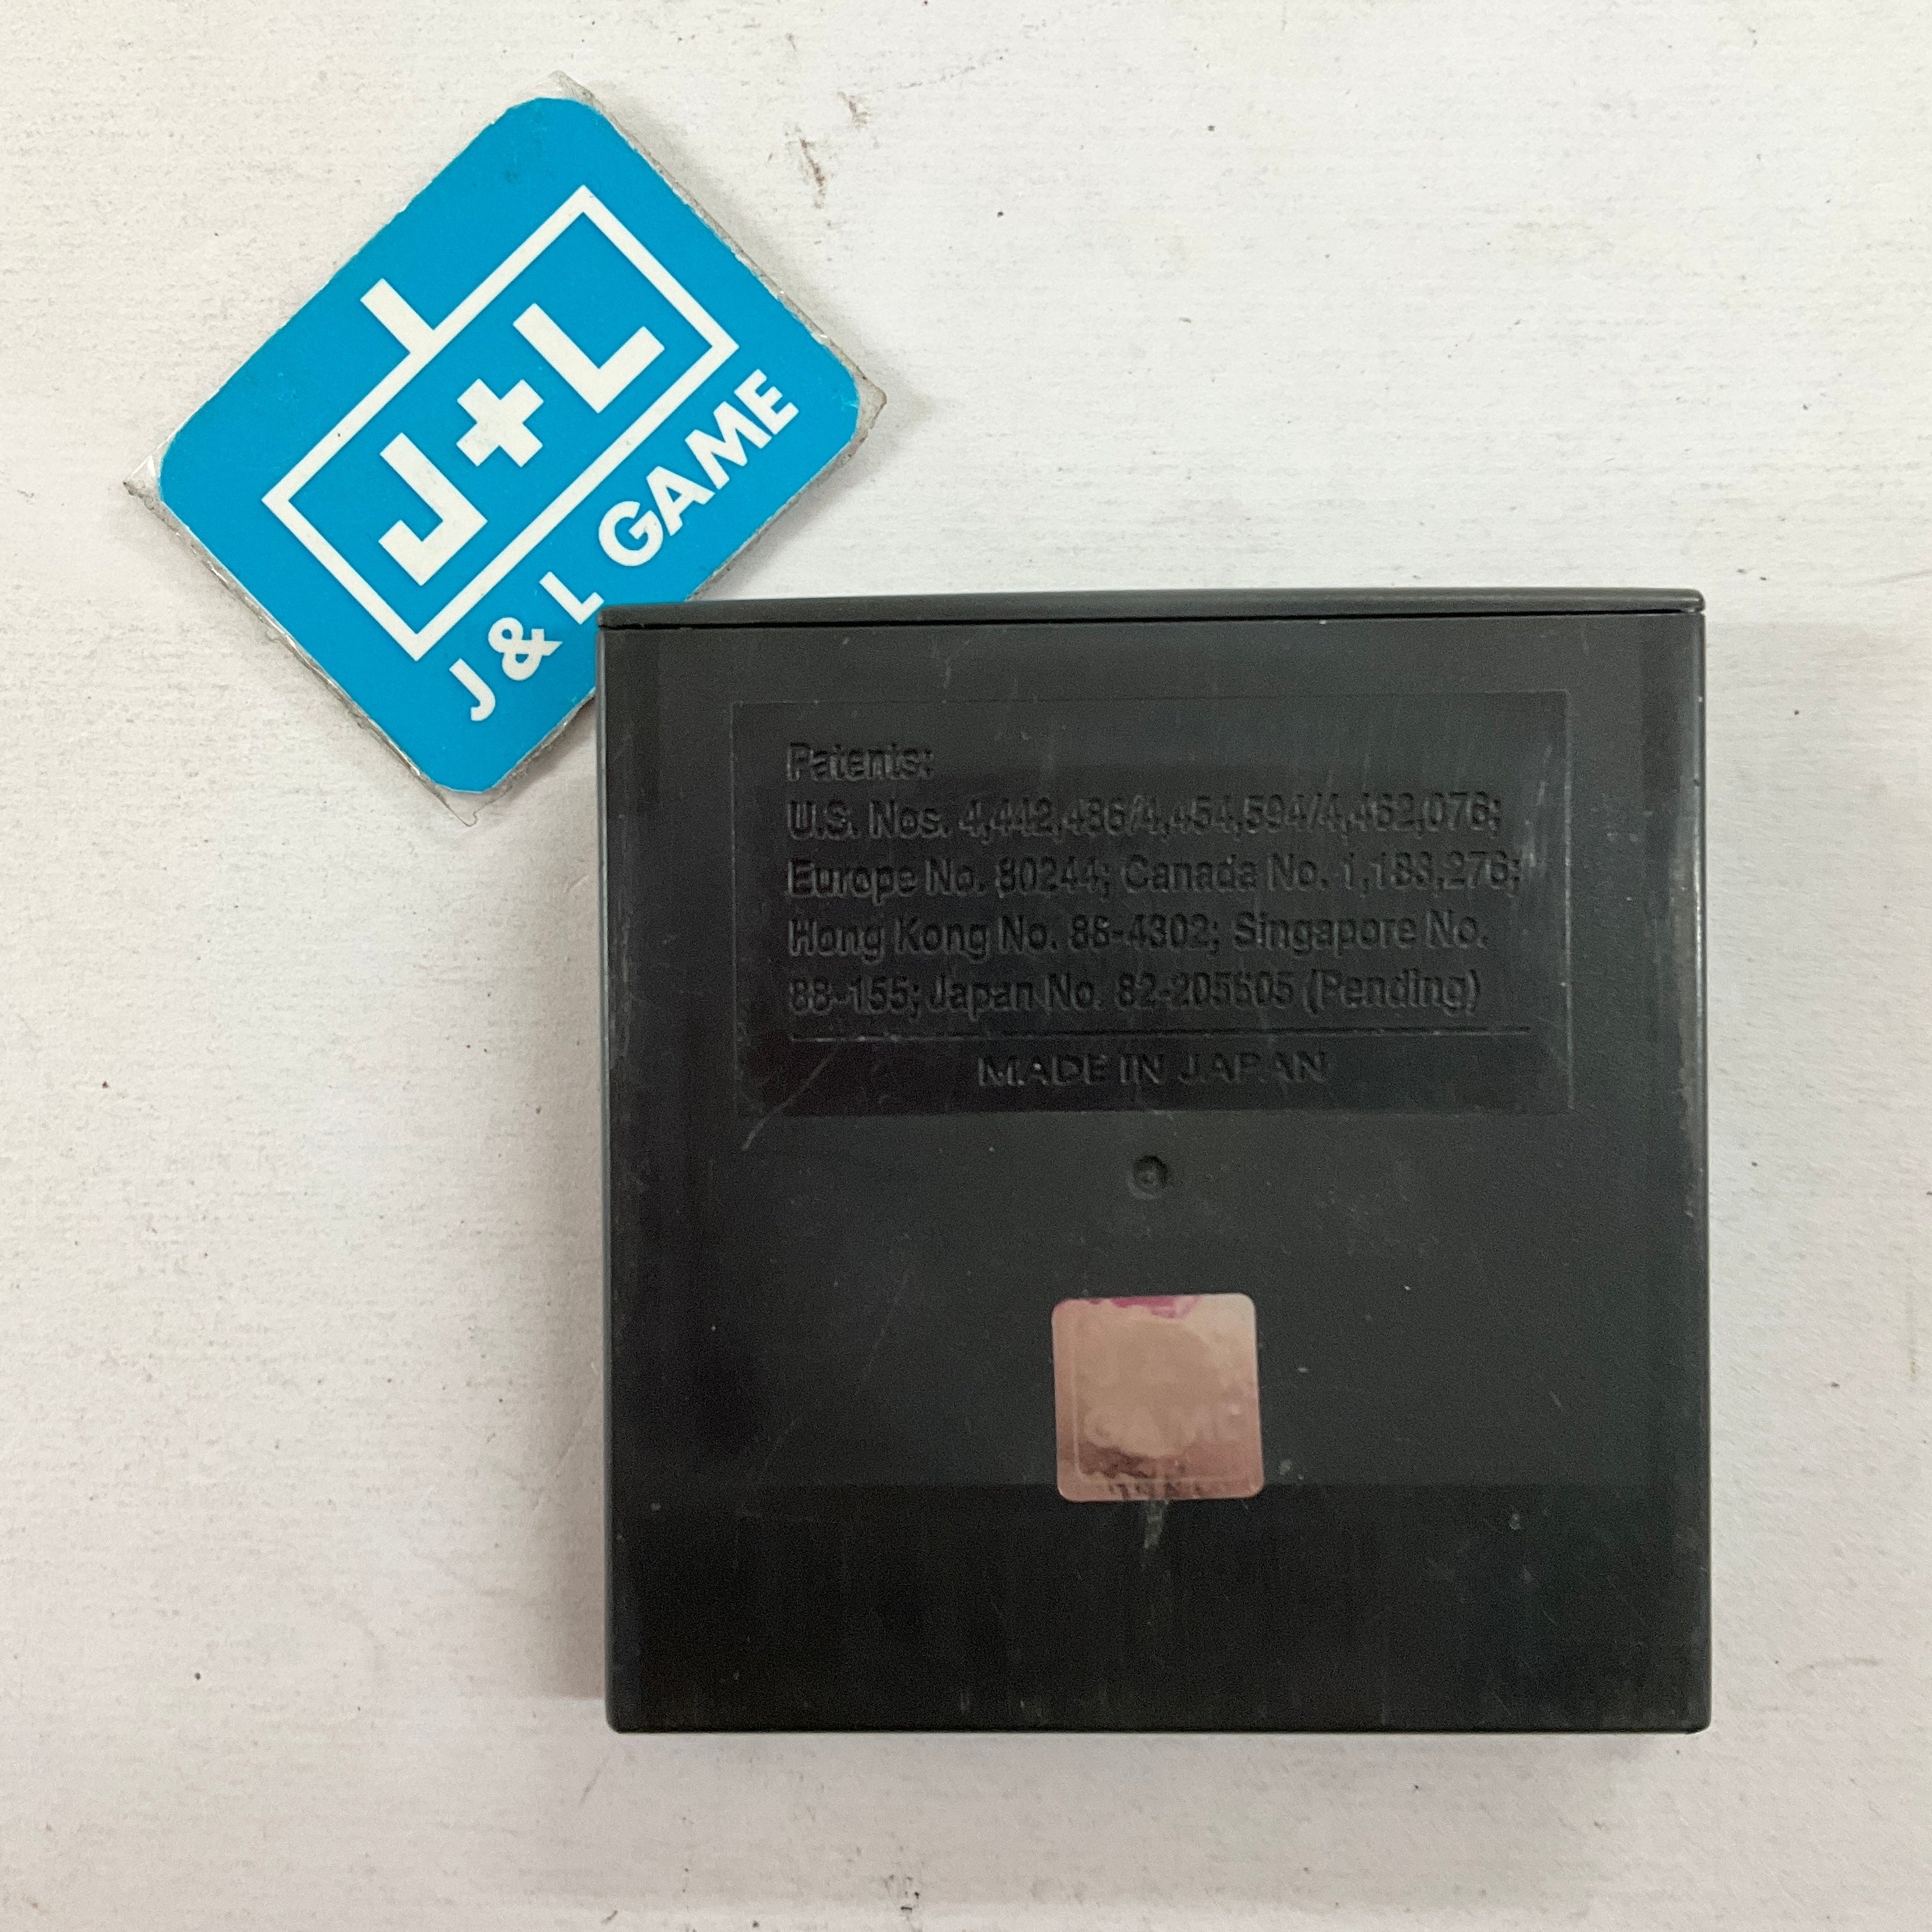 J+L
J & L GAME
Patents:
U.S. Nos. 4,442,486/4,454,594/4,462,076;
Europe No. 80244; Canada No. 1,183,276;
Hong Kong No. 88-4302; Singapore No.
88-155; Japan No. 82-205605 (Pending)
MADE IN JAPAN